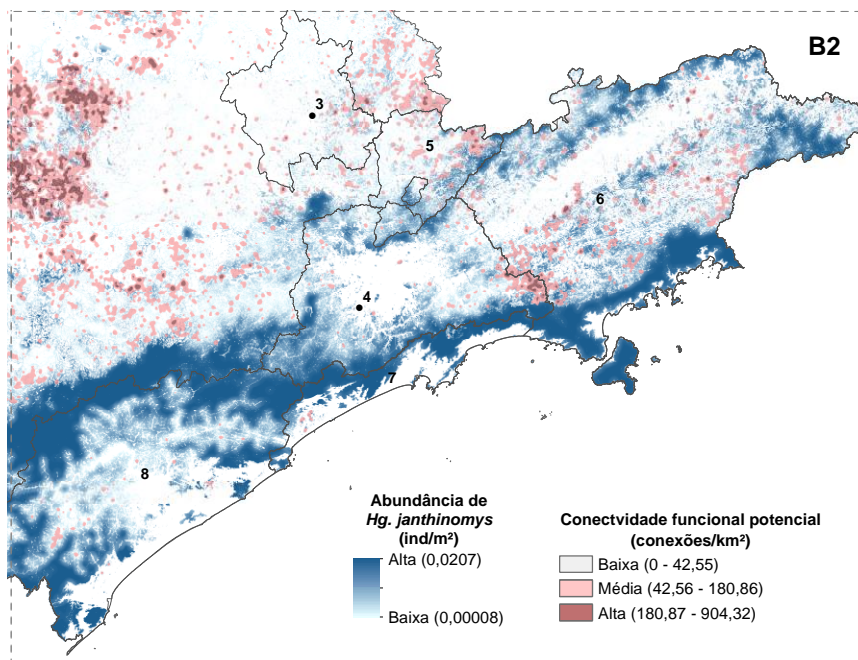 B2
3
5
6
4
7
8
Abundância de
Hg. janthinomys
(ind/m²)
Alta (0,0207)
Baixa (0,00008)
Conectvidade funcional potencial
(conexões/km²)
Baixa (0 - 42,55)
Média (42,56 - 180,86)
Alta (180,87 - 904,32)